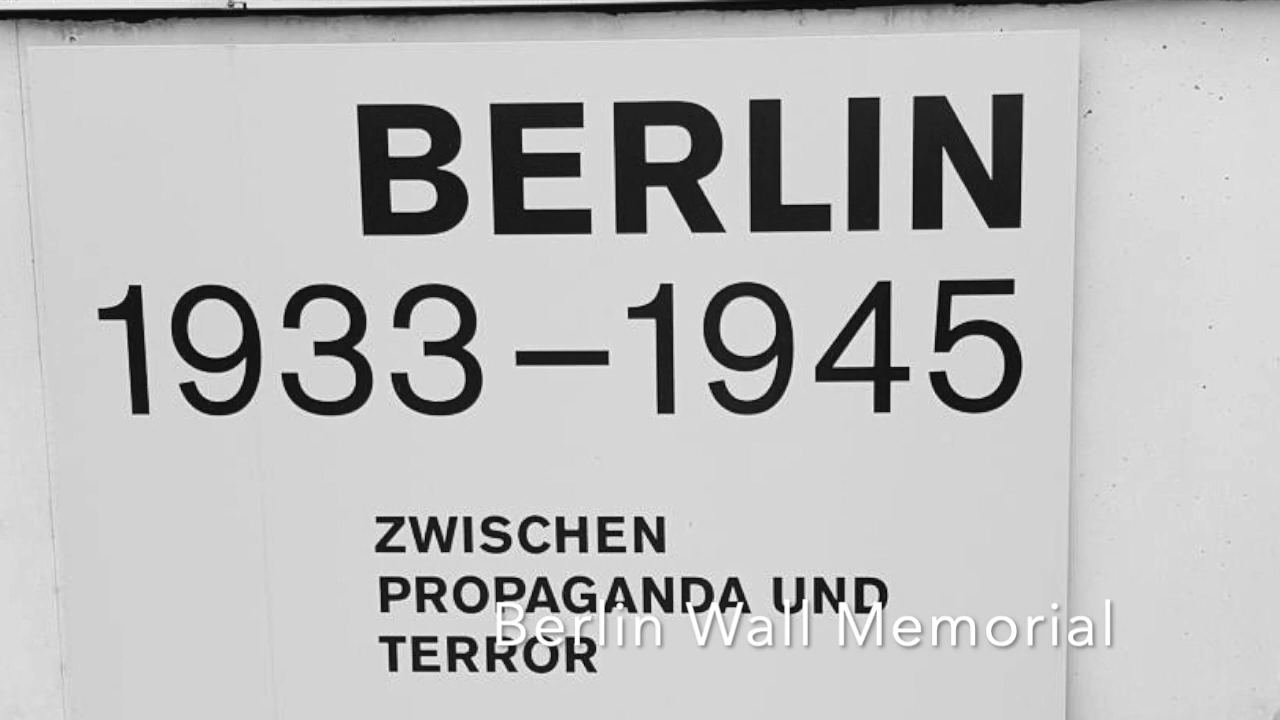 BERLIN
1933–1945
ZWISCHEN
PROPAGANDA UND
TERROR
Berlin Wall Memorial